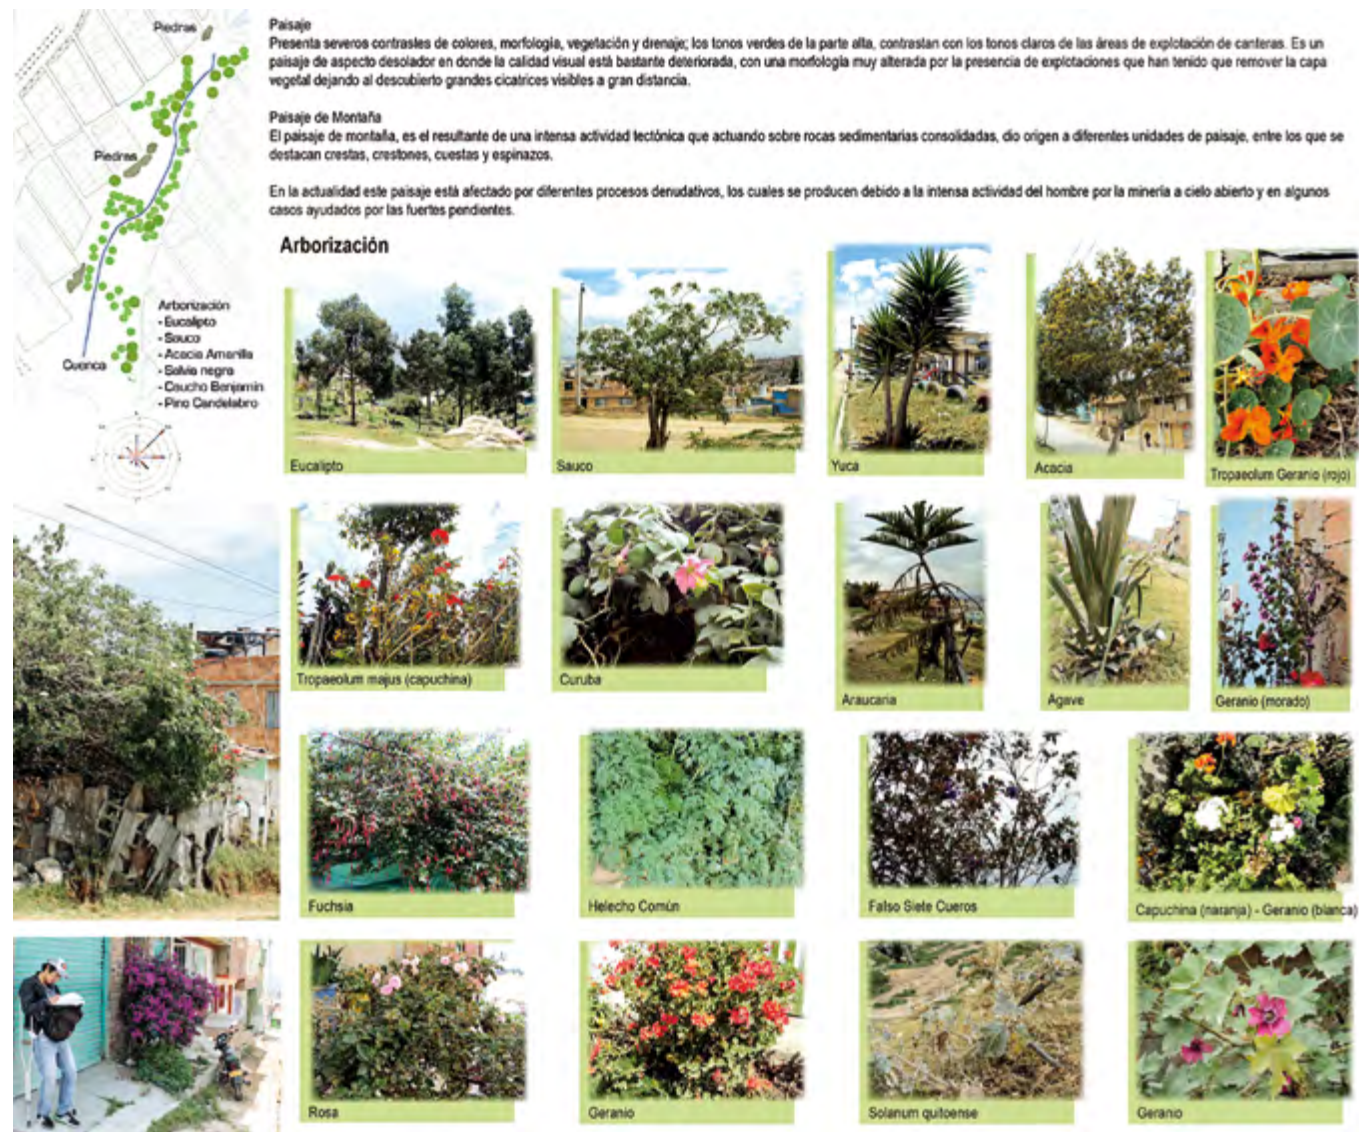 Piedras
Piedras
Cuenca
Arborización
- Eucalipto
- Sauco
- Acacia Amarilla
- Salvia negra
- Caucho Benjamin
- Pino Candelabro
Paisaje
Presenta severos contrastes de colores, morfología, vegetación y drenaje; los tonos verdes de la parte alta, contrastan con los tonos claros de las áreas de explotación de canteras. Es un
paisaje de aspecto desolador en donde la calidad visual está bastante deteriorada, con una morfología muy alterada por la presencia de explotaciones que han tenido que remover la capa
vegetal dejando al descubierto grandes cicatrices visibles a gran distancia.
Paisaje de Montaña
El paisaje de montaña, es el resultante de una intensa actividad tectónica que actuando sobre rocas sedimentarias consolidadas, dio origen a diferentes unidades de paisaje, entre los que se
destacan crestas, crestones, cuestas y espinazos.
En la actualidad este paisaje está afectado por diferentes procesos denudativos, los cuales se producen debido a la intensa actividad del hombre por la minería a cielo abierto y en algunos
casos ayudados por las fuertes pendientes.
Arborización
Eucalipto
Sauco
Yuca
Acacia
Tropaeolum Geranio (rojo)
Tropaeolum majus (capuchina)
Curuba
Araucaria
Agave
Geranio (morado)
Fuchsia
Helecho Común
Falso Siete Cueros
Capuchina (naranja) - Geranio (blanca)
Rosa
Geranio
Solanum quitoense
Geranio